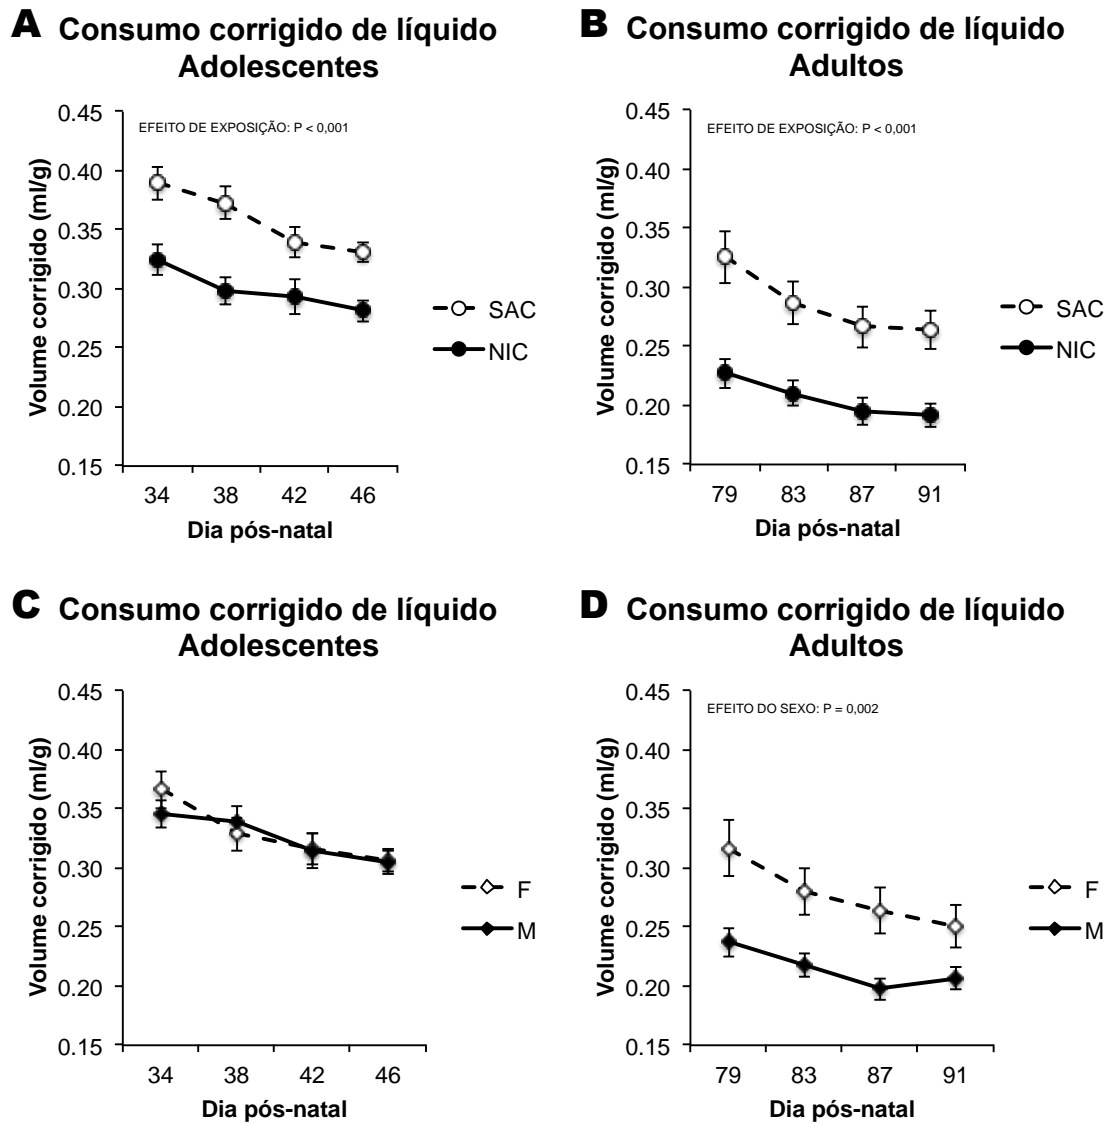 A Consumo corrigido de líquido
Adolescentes
EFEITO DE EXPOSIÇÃO: P < 0,001
Volume corrigido (ml/g)
0.45
0.40
0.35
0.30
0.25
0.20
0.15
34 38 42 46
Dia pós-natal
SAC
NIC
B Consumo corrigido de líquido
Adultos
EFEITO DE EXPOSIÇÃO: P < 0,001
Volume corrigido (ml/g)
0.45
0.40
0.35
0.30
0.25
0.20
0.15
79 83 87 91
Dia pós-natal
SAC
NIC
C Consumo corrigido de líquido
Adolescentes
Volume corrigido (ml/g)
0.45
0.40
0.35
0.30
0.25
0.20
0.15
34 38 42 46
Dia pós-natal
F
M
D Consumo corrigido de líquido
Adultos
EFEITO DO SEXO: P = 0,002
Volume corrigido (ml/g)
0.45
0.40
0.35
0.30
0.25
0.20
0.15
79 83 87 91
Dia pós-natal
F
M